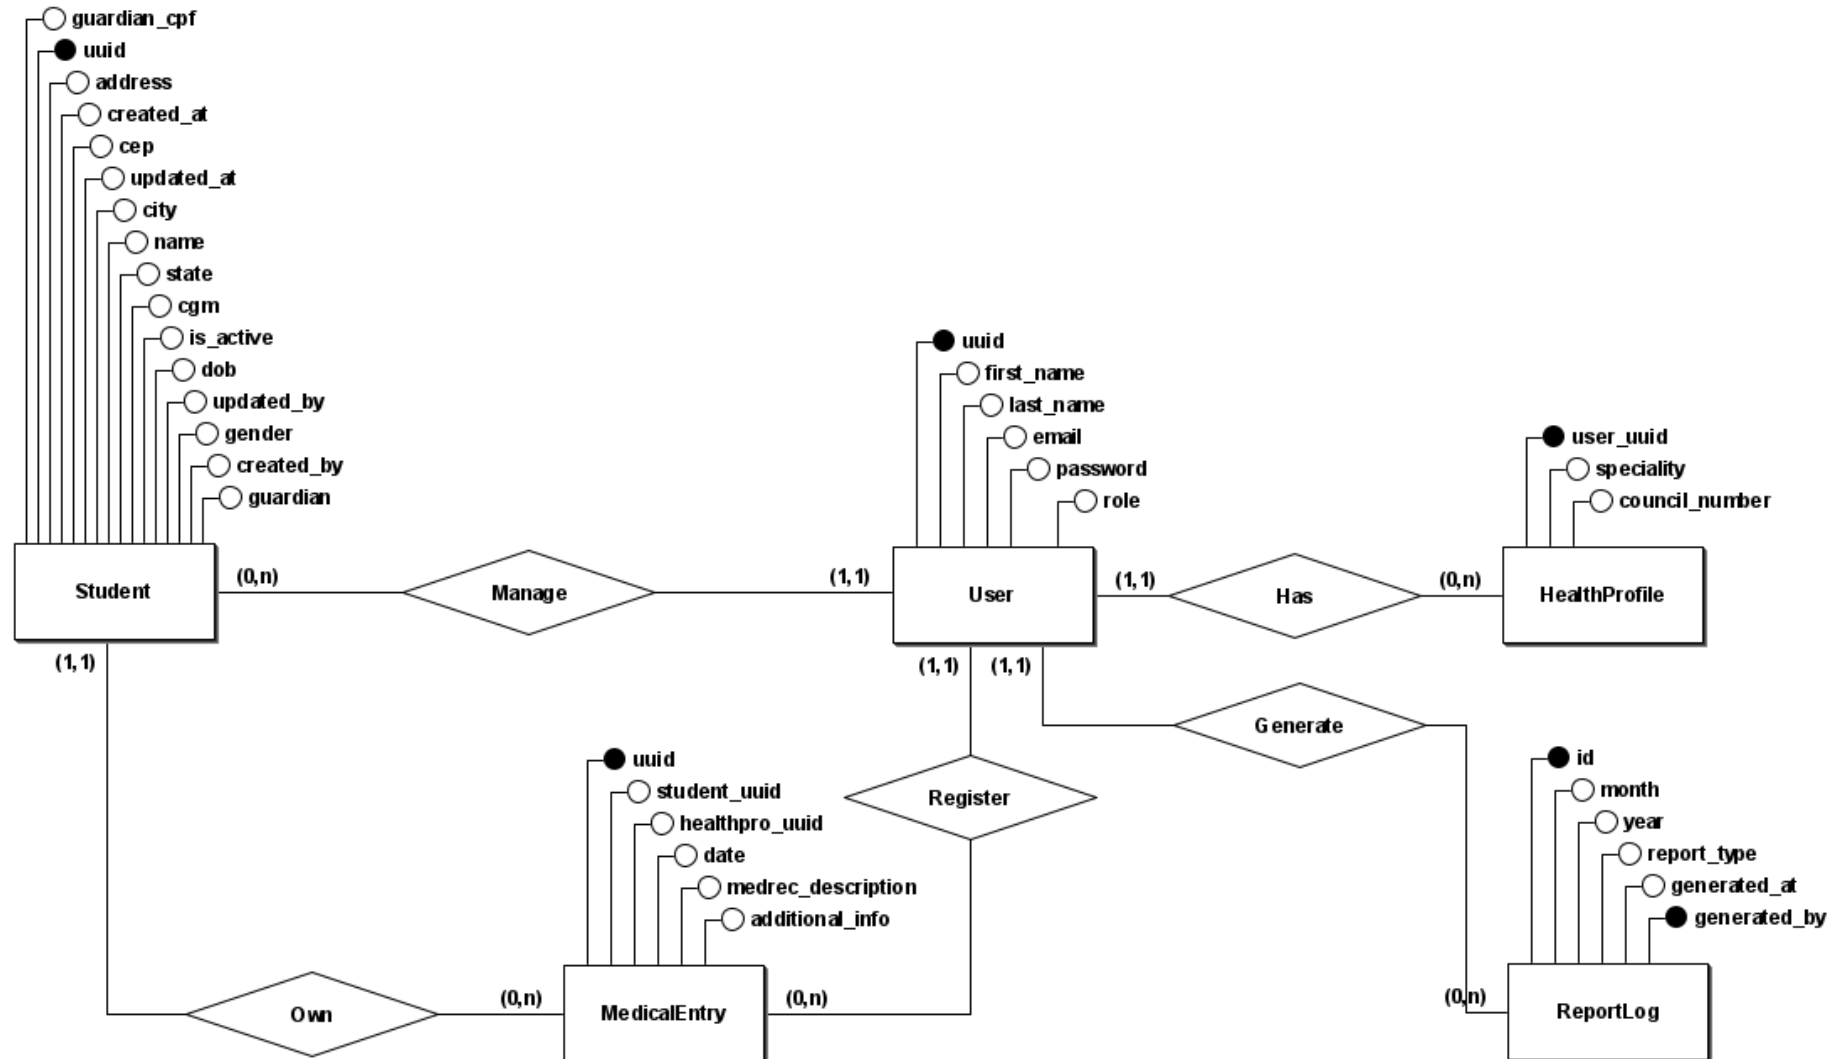 guardian_cpf
uuid
address
created_at
cep
updated_at
city
name
state
cgm
is_active
dob
updated_by
gender
created_by
guardian
Student
(0,n)
(1,1)
Manage
(1,1)
uuid
first_name
last_name
email
password
role
User
(1,1)
(1,1)
(1,1)
Has
(0,n)
user_uuid
speciality
council_number
HealthProfile
Generate
Register
uuid
student_uuid
healthpro_uuid
date
medrec_description
additional_info
MedicalEntry
(0,n)
(0,n)
Own
id
month
year
report_type
generated_at
generated_by
(0,n)
ReportLog